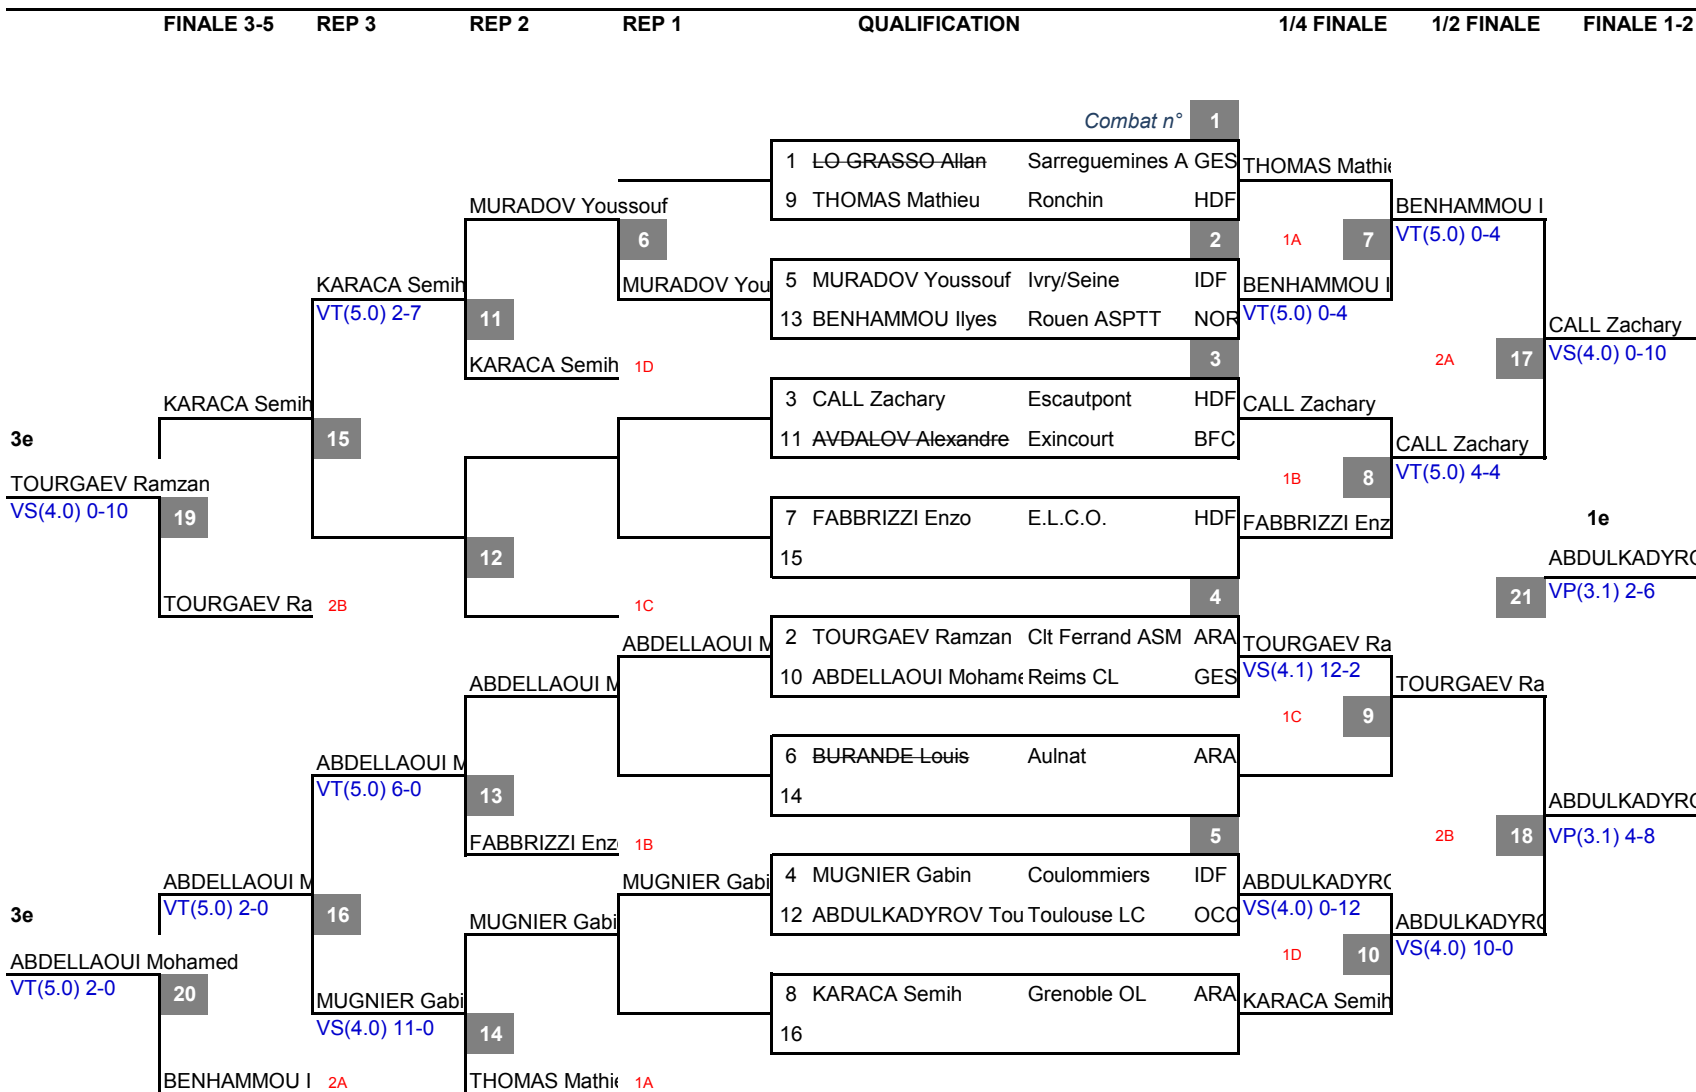 FINALE 3-5 REP 3 REP 2 REP 1 QUALIFICATION 1/4 FINALE 1/2 FINALE FINALE 1-2
Combat n° 1
1 LO GRASSO Allan Sarreguemines A GES THOMAS Mathie
9 THOMAS Mathieu Ronchin HDF
MURADOV Youssouf BENHAMMOU I
6 2 1A 7 VT(5.0) 0-4
KARACA Semih MURADOV You 5 MURADOV Youssouf Ivry/Seine IDF BENHAMMOU I
VT(5.0) 2-7 11 13 BENHAMMOU Ilyes Rouen ASPTT NOR VT(5.0) 0-4 CALL Zachary
KARACA Semih 1D 3 2A 17 VS(4.0) 0-10
KARACA Semih 3 CALL Zachary Escautpont HDF CALL Zachary
3e 15 11 AVDALOV Alexandre Exincourt BFC CALL Zachary
TOURGAEV Ramzan 1B 8 VT(5.0) 4-4
VS(4.0) 0-10 19 7 FABBRIZZI Enzo E.L.C.O. HDF FABBRIZZI Enz 1e
12 15 ABDULKADYRO
TOURGAEV Ra 2B 1C 4 21 VP(3.1) 2-6
ABDELLAOUI M 2 TOURGAEV Ramzan Clt Ferrand ASM ARA TOURGAEV Ra
ABDELLAOUI M 10 ABDELLAOUI Mohame Reims CL GES VS(4.1) 12-2 TOURGAEV Ra
1C 9
ABDELLAOUI M 6 BURANDE Louis Aulnat ARA
VT(5.0) 6-0 13 14 ABDULKADYRO
FABBRIZZI Enz 1B 5 2B 18 VP(3.1) 4-8
ABDELLAOUI M MUGNIER Gabi 4 MUGNIER Gabin Coulommiers IDF ABDULKADYRO
3e VT(5.0) 2-0 16 MUGNIER Gabi 12 ABDULKADYROV Tou Toulouse LC OCC VS(4.0) 0-12 ABDULKADYRO
ABDELLAOUI Mohamed 1D 10 VS(4.0) 10-0
VT(5.0) 2-0 20 MUGNIER Gabi 8 KARACA Semih Grenoble OL ARA KARACA Semih
VS(4.0) 11-0 14 16
BENHAMMOU I 2A THOMAS Mathie 1A